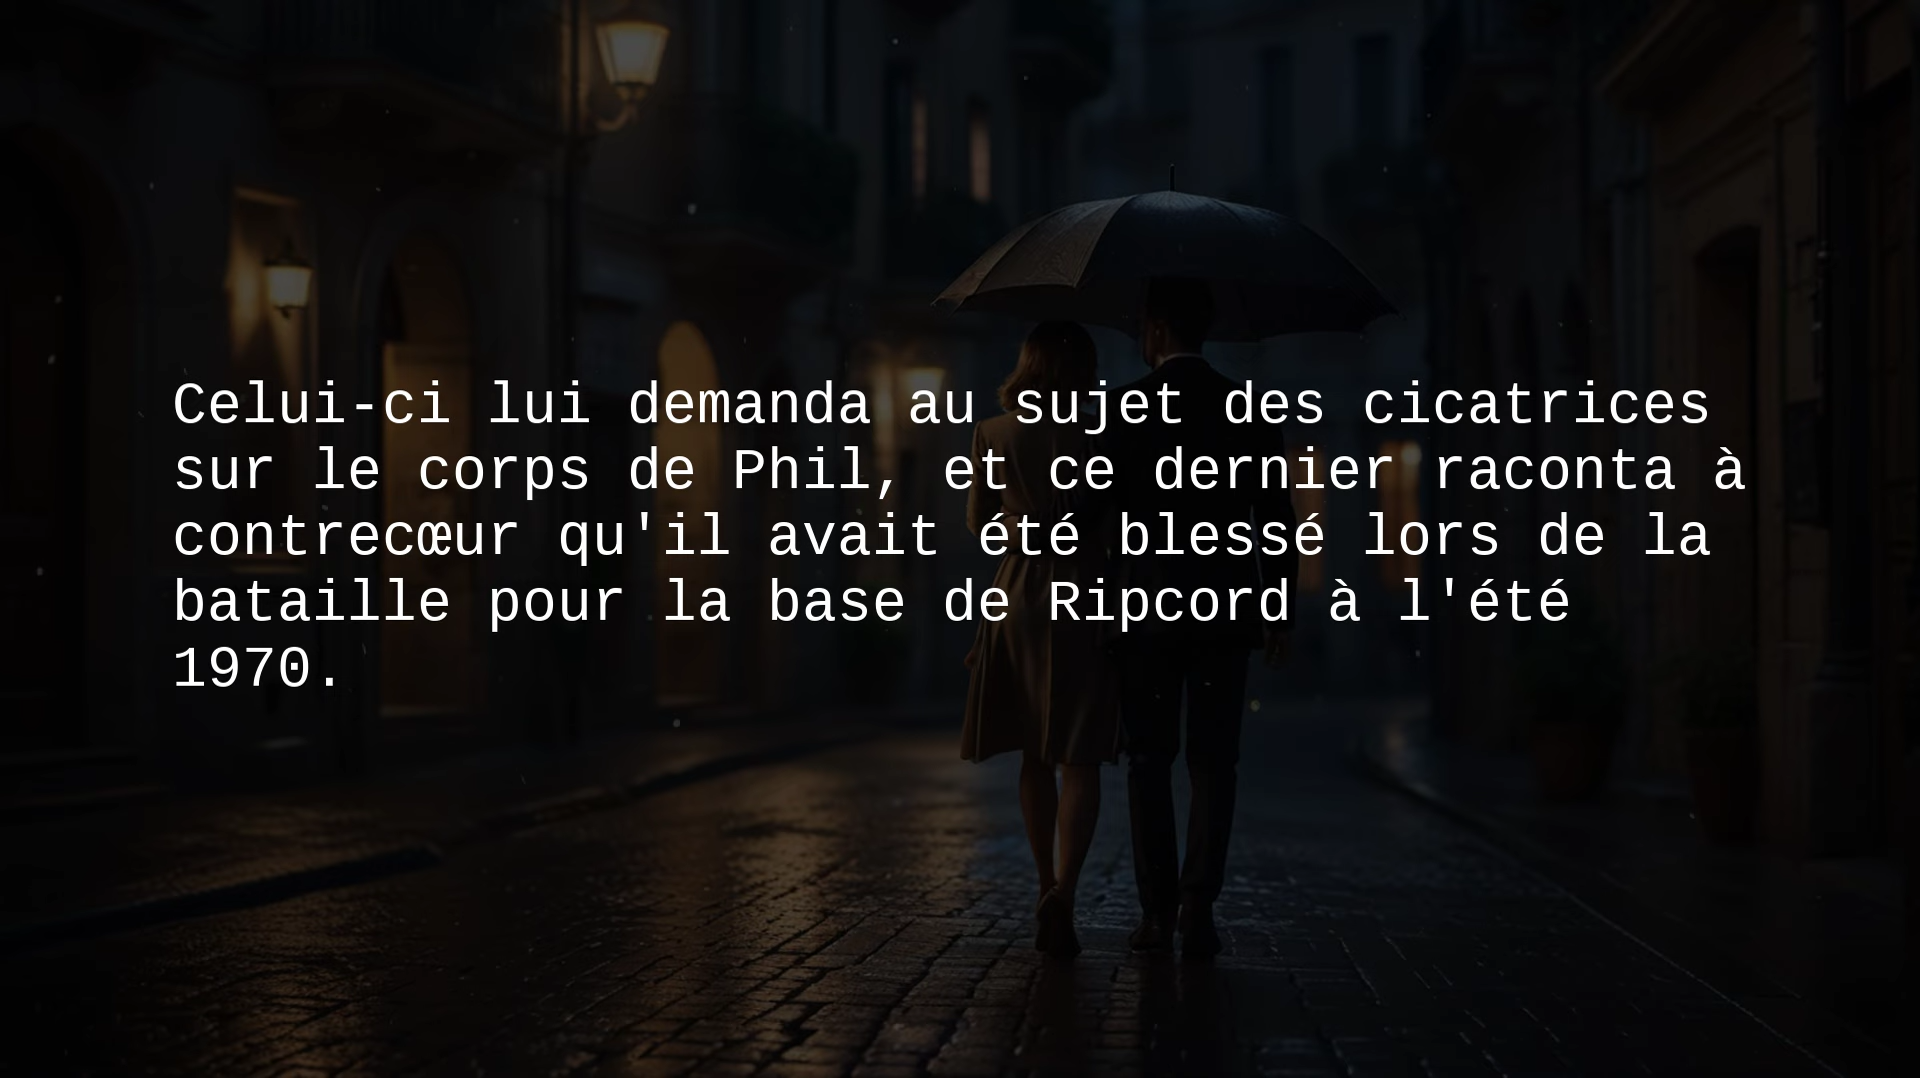 Celui-ci lui demanda au sujet des cicatrices
sur le corps de Phil, et ce dernier raconta à
contrecœur qu'il avait été blessé lors de la
bataille pour la base de Ripcord à l'été
1970.